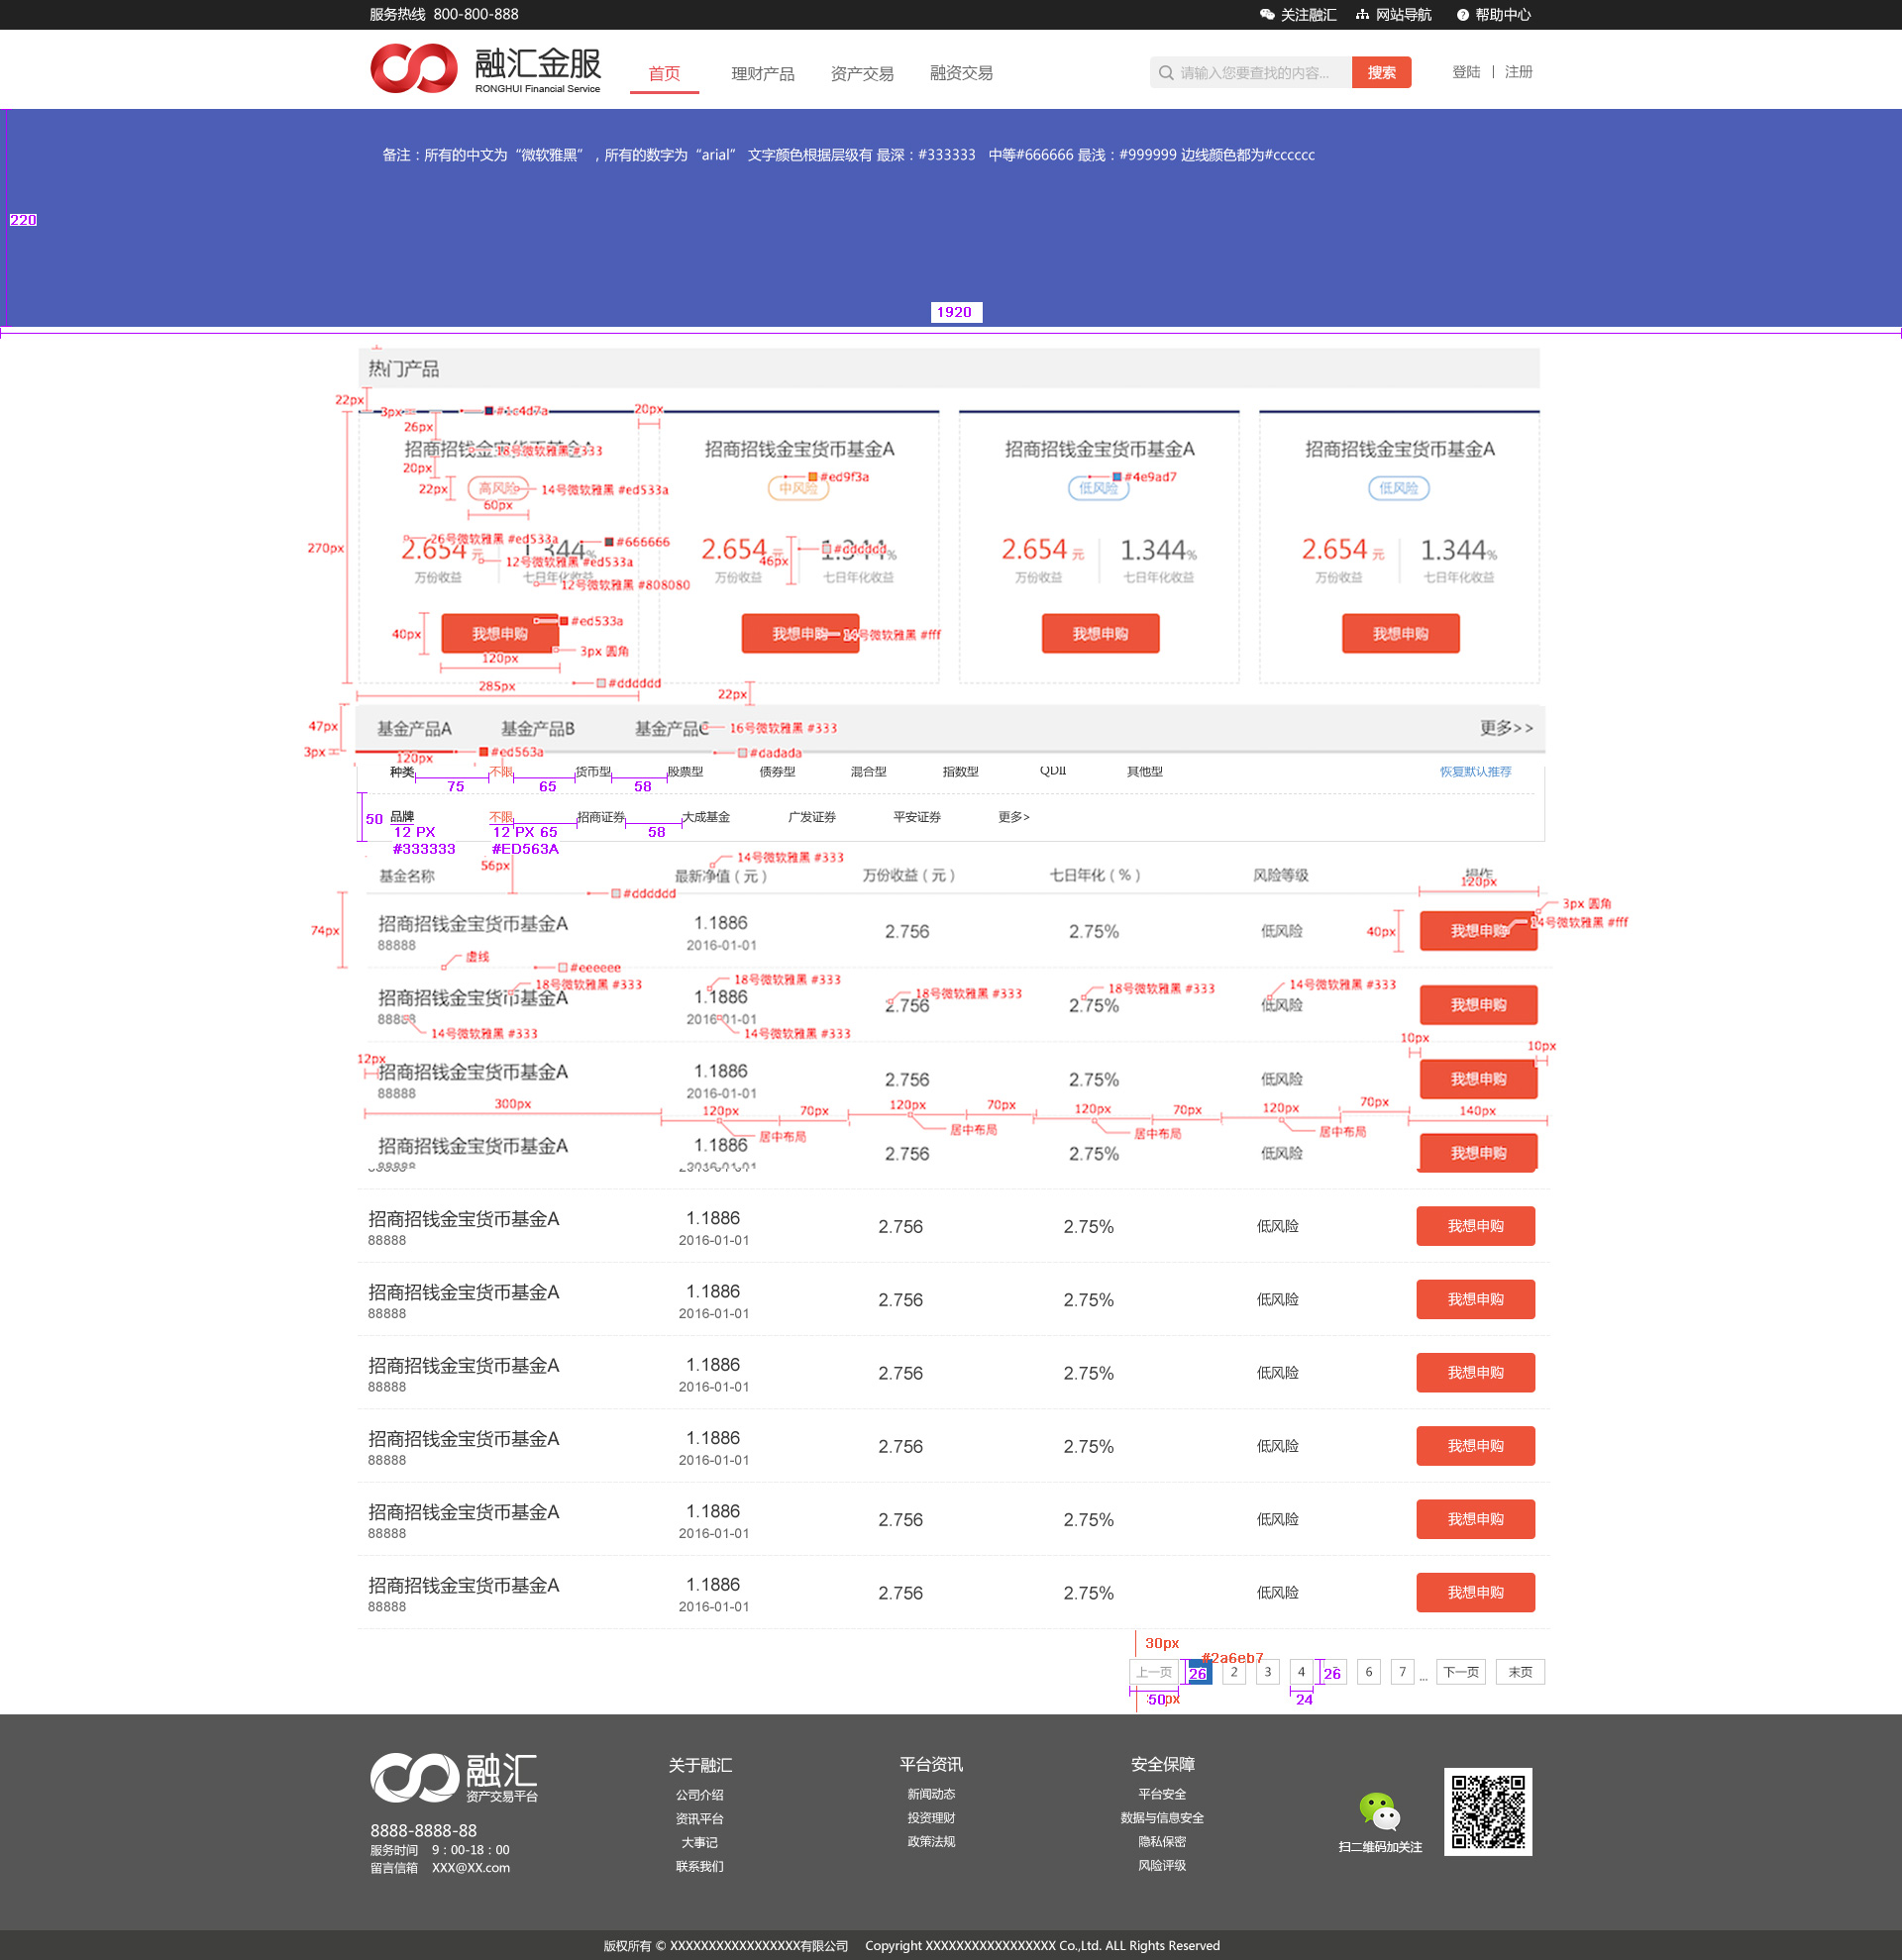 服务热线 800-800-888 关注融汇 网站导航 帮助中心
融汇金服
RONGHUI Financial Service
首页 理财产品 资产交易 融资交易
请输入您要查找的内容... 搜索 登陆 | 注册
备注：所有的中文为“微软雅黑”，所有的数字为“arial” 文字颜色根据层级有 最深：#333333 中等#666666 最浅：#999999 边线颜色都为#cccccc
220
1920
热门产品
22px 3px #1c4d7a 20px
26px
招商招钱金宝货币基金A 招商招钱金宝货币基金A 招商招钱金宝货币基金A 招商招钱金宝货币基金A
18号微软雅黑 #333
20px #ed9f3a #4e9ad7
22px 高风险 14号微软雅黑 #ed533a 中风险 低风险 低风险
60px
26号微软雅黑 #ed533a #666666
270px 2.654 1.344% 2.654 元 1.344% #dddddd 2.654 元 1.344% 2.654 元 1.344%
12号微软雅黑 #ed533a 46px
万份收益 七日年化收益 万份收益 七日年化收益 万份收益 七日年化收益 万份收益 七日年化收益
12号微软雅黑 #808080
#ed533a
40px 我想申购 我想申购 14号微软雅黑 #fff 我想申购 我想申购
3px 圆角
120px
285px #dddddd 22px
47px 基金产品A 基金产品B 基金产品C 16号微软雅黑 #333 更多>>
3px 120px #ed563a #dadada
种类 不限 货币型 股票型 债券型 混合型 指数型 QDII 其他型 恢复默认推荐
75 65 58
50 品牌 不限 招商证券 大成基金 广发证券 平安证券 更多>
12 PX 12 PX 65 58
#333333 #ED563A
56px 14号微软雅黑 #333
基金名称 最新净值（元） 万份收益（元） 七日年化（%） 风险等级 操作
120px
#dddddd
3px 圆角
招商招钱金宝货币基金A 1.1886 14号微软雅黑 #fff
74px 2.756 2.75% 低风险 40px 我想申购
88888 2016-01-01
虚线 #eeeeee
18号微软雅黑 #333 18号微软雅黑 #333 18号微软雅黑 #333 18号微软雅黑 #333 14号微软雅黑 #333
招商招钱金宝货币基金A 1.1886 2.756 2.75% 低风险 我想申购
88888 2016-01-01
14号微软雅黑 #333 14号微软雅黑 #333
10px 10px
12px 招商招钱金宝货币基金A 1.1886 2.756 2.75% 低风险 我想申购
88888 2016-01-01
300px 120px 70px 120px 70px 120px 70px 120px 70px 140px
居中布局 居中布局 居中布局 居中布局
招商招钱金宝货币基金A 1.1886 2.756 2.75% 低风险 我想申购
招商招钱金宝货币基金A 1.1886 2.756 2.75% 低风险 我想申购
88888 2016-01-01
招商招钱金宝货币基金A 1.1886 2.756 2.75% 低风险 我想申购
88888 2016-01-01
招商招钱金宝货币基金A 1.1886 2.756 2.75% 低风险 我想申购
88888 2016-01-01
招商招钱金宝货币基金A 1.1886 2.756 2.75% 低风险 我想申购
88888 2016-01-01
招商招钱金宝货币基金A 1.1886 2.756 2.75% 低风险 我想申购
88888 2016-01-01
招商招钱金宝货币基金A 1.1886 2.756 2.75% 低风险 我想申购
88888 2016-01-01
30px #2a6eb7
上一页 26 2 3 4 26 6 7 ... 下一页 末页
50 px 24
融汇
资产交易平台
8888-8888-88
服务时间 9：00-18：00
留言信箱 XXX@XX.com
关于融汇
公司介绍
资讯平台
大事记
联系我们
平台资讯
新闻动态
投资理财
政策法规
安全保障
平台安全
数据与信息安全
隐私保密
风险评级
扫二维码加关注
版权所有 © XXXXXXXXXXXXXXXXX有限公司 Copyright XXXXXXXXXXXXXXXXX Co.,Ltd. ALL Rights Reserved